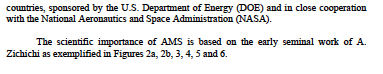 countries, sponsored by the U.S. Department of Energy (DOE) and in close cooperation
with the National Aeronautics and Space Administration (NASA).
The scientific importance of AMS is based on the early seminal work of A.
Zichichi as exemplified in Figures 2a, 2b, 3, 4, 5 and 6.